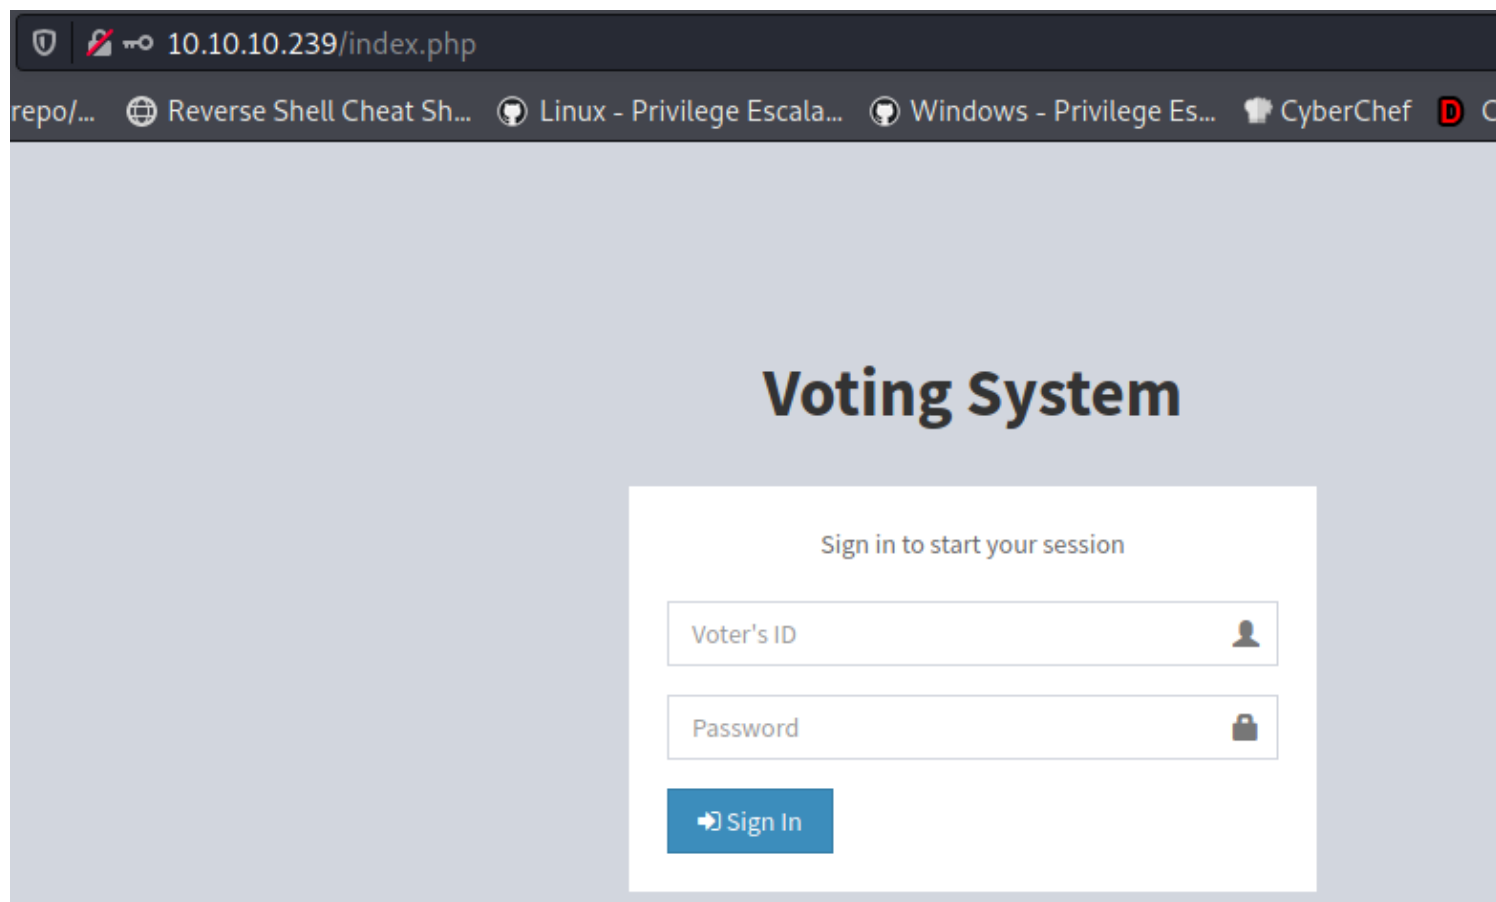 10.10.10.239/index.php
repo/... Reverse Shell Cheat Sh... Linux - Privilege Escala... Windows - Privilege Es... CyberChef D C
Voting System
Sign in to start your session
Voter's ID
Password
Sign In